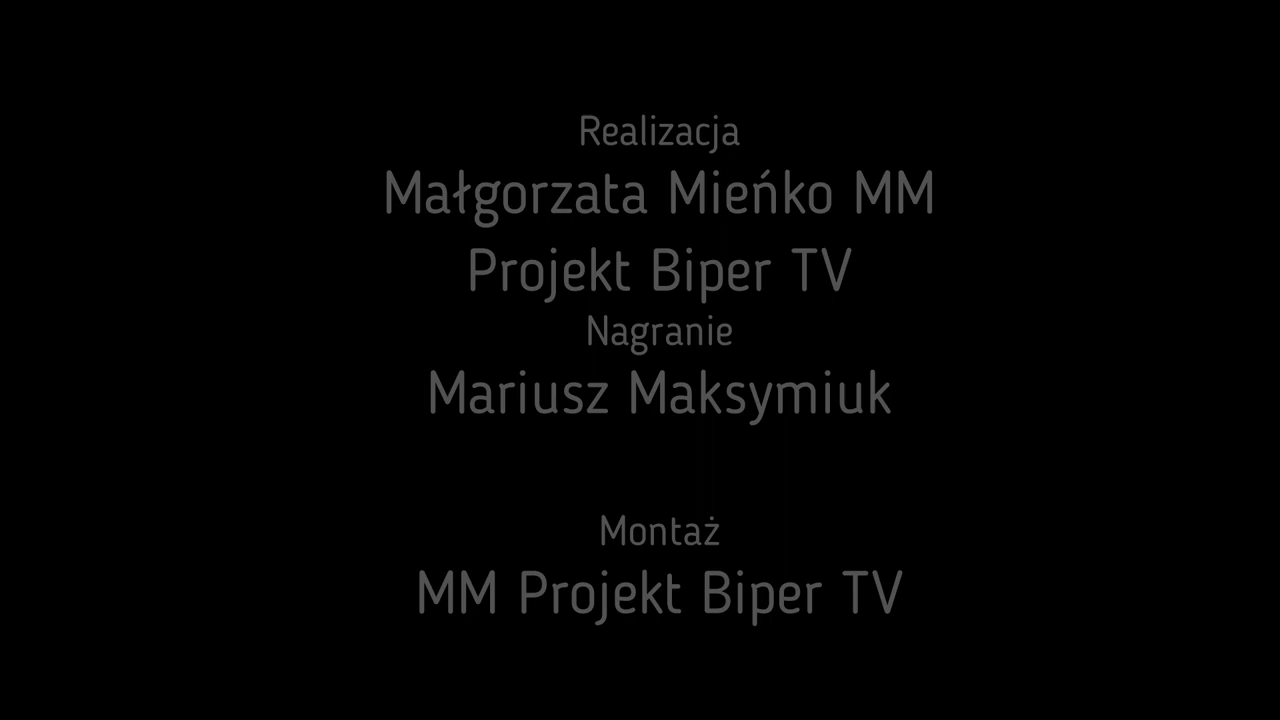 Realizacja
Małgorzata Mieńko MM
Projekt Biper TV
Nagranie
Mariusz Maksymiuk
Montaż
MM Projekt Biper TV